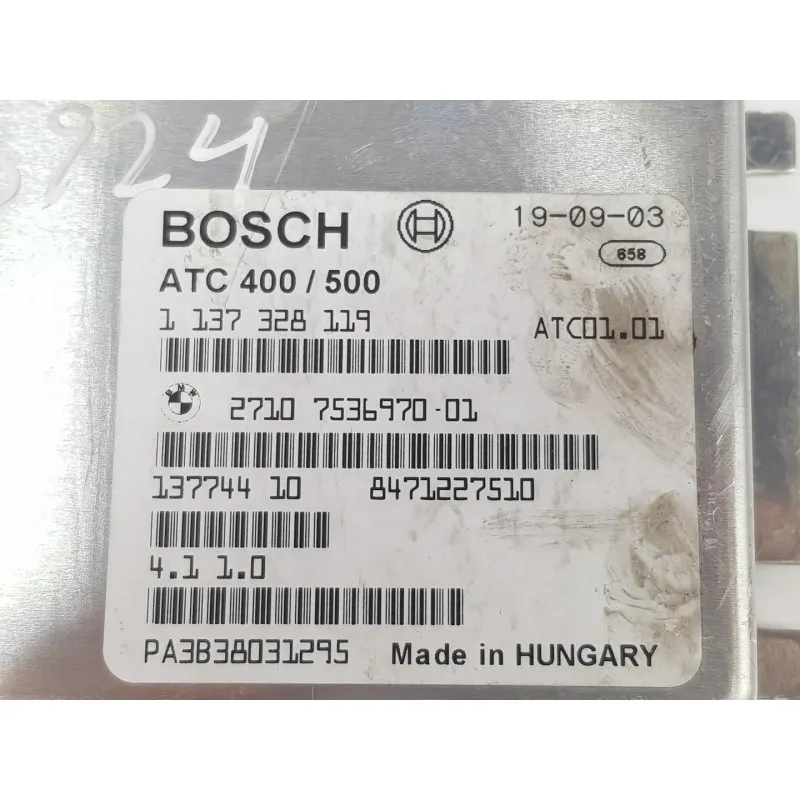 924
BOSCH 19-09-03
658
ATC 400 / 500
1 137 328 119 ATC01.01
BMW
2710 7536970-01
137744 10 8471227510
4.1 1.0
PA3B38031295 Made in HUNGARY